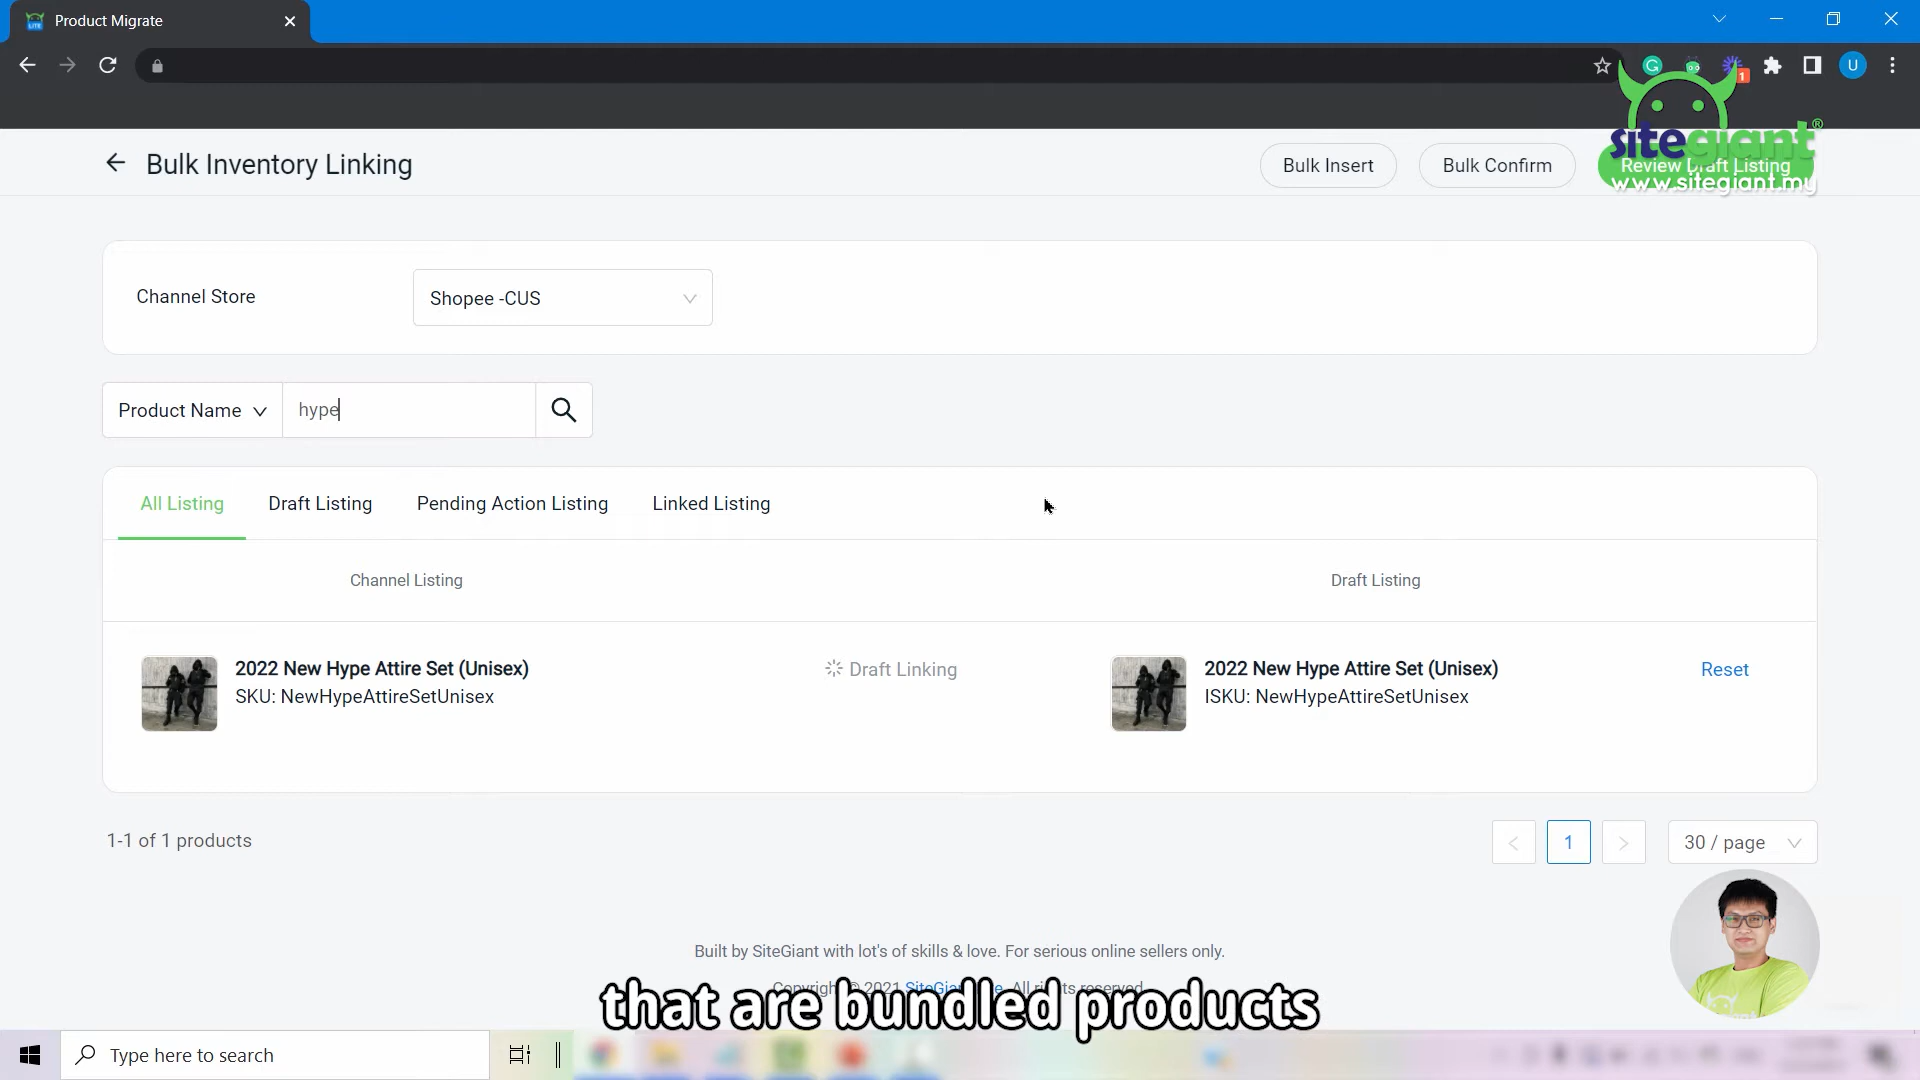 Product Migrate
LITE
1
U
sitegiant®
www.sitegiant.my
Bulk Inventory Linking
Bulk Insert
Bulk Confirm
Review Draft Listing
Channel Store
Shopee -CUS
Product Name
hype
All Listing
Draft Listing
Pending Action Listing
Linked Listing
Channel Listing
Draft Listing
2022 New Hype Attire Set (Unisex)
SKU: NewHypeAttireSetUnisex
Draft Linking
2022 New Hype Attire Set (Unisex)
ISKU: NewHypeAttireSetUnisex
Reset
1-1 of 1 products
1
30 / page
Built by SiteGiant with lot's of skills & love. For serious online sellers only.
2021
reserved
that are bundled products
Type here to search